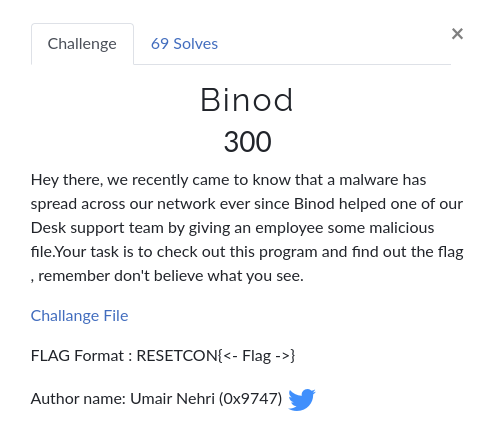 Challenge 69 Solves ×
Binod
300
Hey there, we recently came to know that a malware has
spread across our network ever since Binod helped one of our
Desk support team by giving an employee some malicious
file.Your task is to check out this program and find out the flag
, remember don't believe what you see.
Challange File
FLAG Format : RESETCON{<- Flag ->}
Author name: Umair Nehri (0x9747)